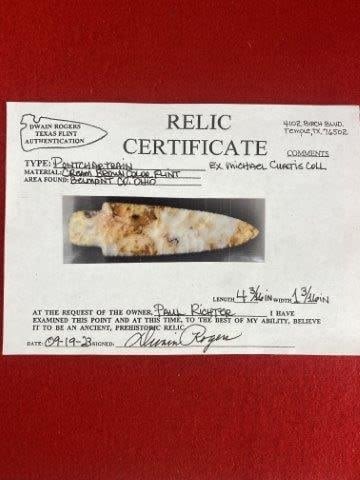 DWAIN ROGERS
TEXAS FLINT
AUTHENTICATION
RELIC
CERTIFICATE
4102 BIRCH BLVD.
TEMPLE, TX 76502
COMMENTS
TYPE: PONTCHARTRAIN
EX MICHAEL CURTIS COLL
MATERIAL: CREAM BROWN COLOR FLINT
AREA FOUND: BELMONT CO. OHIO
LENGTH 4 3/16 IN WIDTH 1 3/16 IN
AT THE REQUEST OF THE OWNER, PAUL RICHTER I HAVE
EXAMINED THIS POINT AND AT THIS TIME, TO THE BEST OF MY ABILITY, BELIEVE
IT TO BE AN ANCIENT, PREHISTORIC RELIC.
DATE: 09-19-23 SIGNED: Dwain Rogers